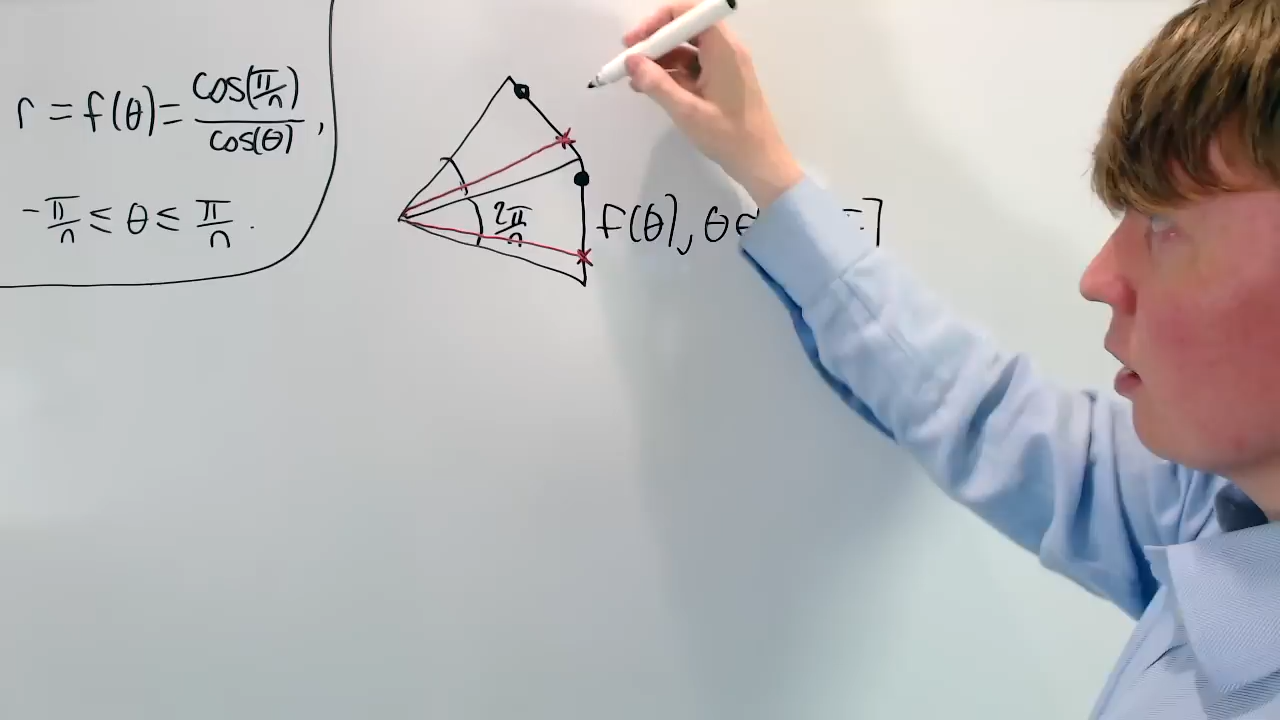 r = f(θ) = cos(π/n)/cos(θ) ,
-π/n ≤ θ ≤ π/n .
2π/n
f(θ), θ